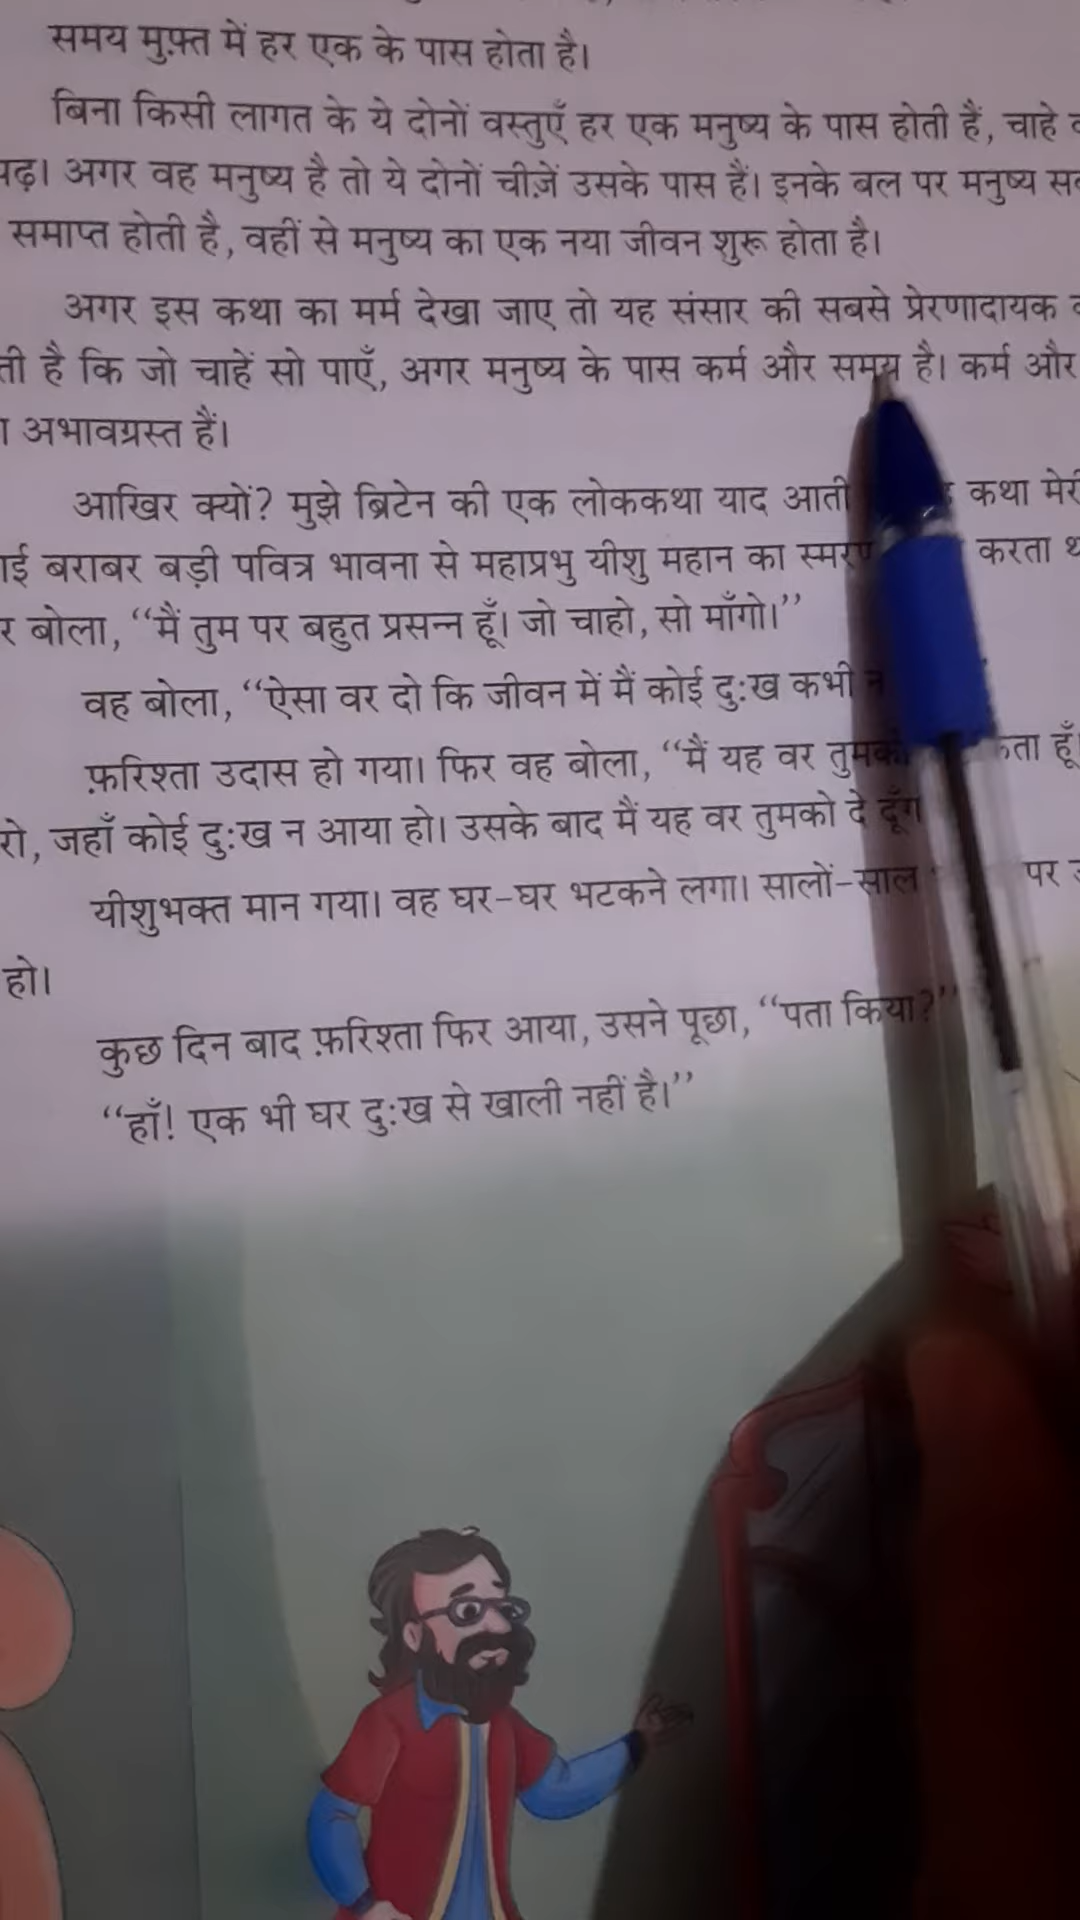 समय मुफ़्त में हर एक के पास होता है।
बिना किसी लागत के ये दोनों वस्तुएँ हर एक मनुष्य के पास होती हैं, चाहे
अगर वह मनुष्य है तो ये दोनों चीज़ें उसके पास हैं। इनके बल पर मनुष्य
समाप्त होती है, वहीं से मनुष्य का एक नया जीवन शुरू होता है।
अगर इस कथा का मर्म देखा जाए तो यह संसार की सबसे प्रेरणादायक
है कि जो चाहें सो पाएँ, अगर मनुष्य के पास कर्म और समय है। कर्म और
अभावग्रस्त हैं।
आखिर क्यों? मुझे ब्रिटेन की एक लोककथा याद आती कथा
बराबर बड़ी पवित्र भावना से महाप्रभु यीशु महान का स्मरण करता
बोला, “मैं तुम पर बहुत प्रसन्न हूँ। जो चाहो, सो माँगो।”
वह बोला, “ऐसा वर दो कि जीवन में मैं कोई दुःख कभी
फ़रिश्ता उदास हो गया। फिर वह बोला, “मैं यह वर हूँ।
जहाँ कोई दुःख न आया हो। उसके बाद मैं यह वर तुमको दे
यीशुभक्त मान गया। वह घर-घर भटकने लगा। सालों-साल पर
हो।
कुछ दिन बाद फ़रिश्ता फिर आया, उसने पूछा, “पता किया?”
“हाँ! एक भी घर दुःख से खाली नहीं है।”